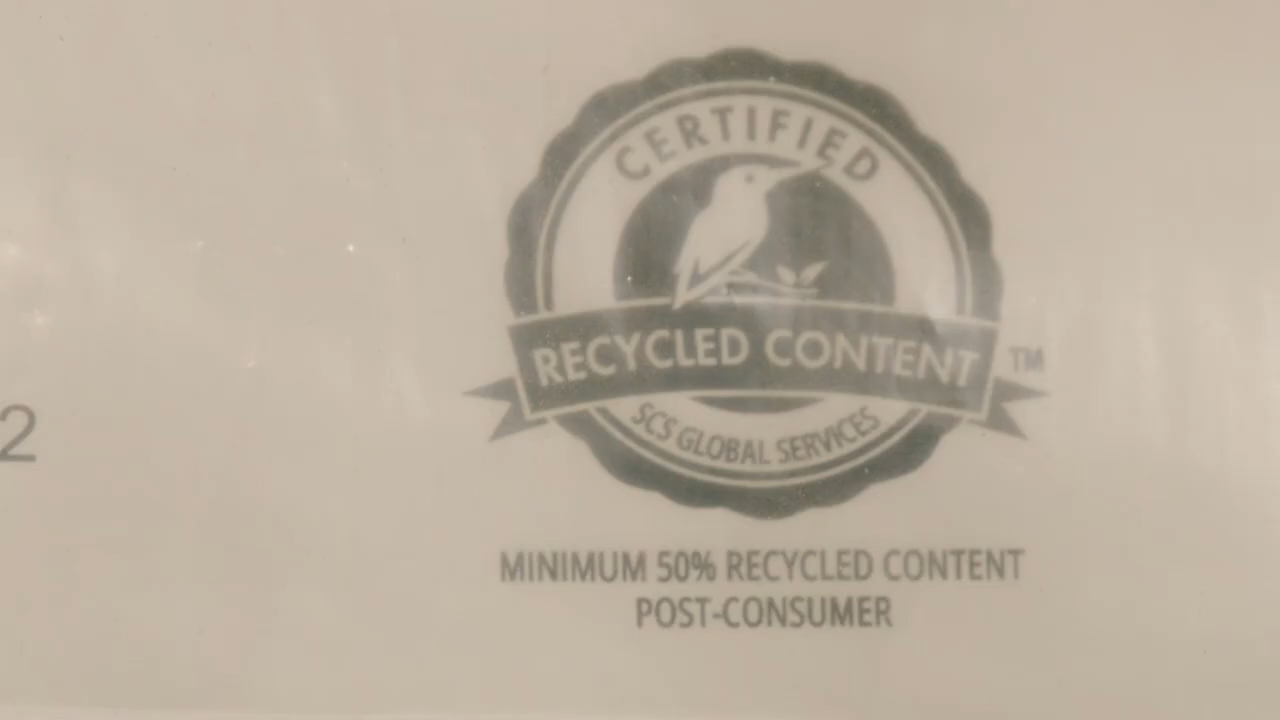 CERTIFIED
RECYCLED CONTENT
TM
SCS GLOBAL SERVICES
2
MINIMUM 50% RECYCLED CONTENT
POST-CONSUMER